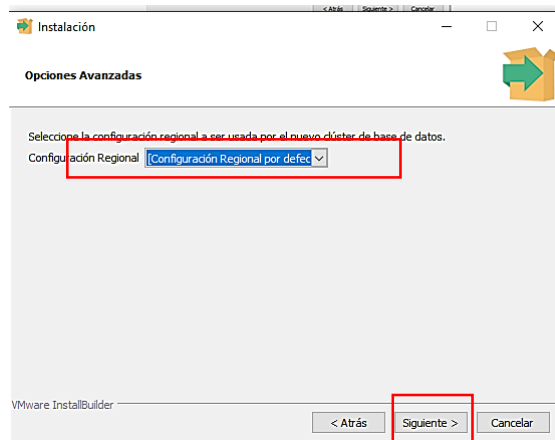 < Atrás Siguiente > Cancelar
Instalación
Opciones Avanzadas
Seleccione la configuración regional a ser usada por el nuevo clúster de base de datos.
Configuración Regional [Configuración Regional por defec
VMware InstallBuilder
< Atrás Siguiente > Cancelar